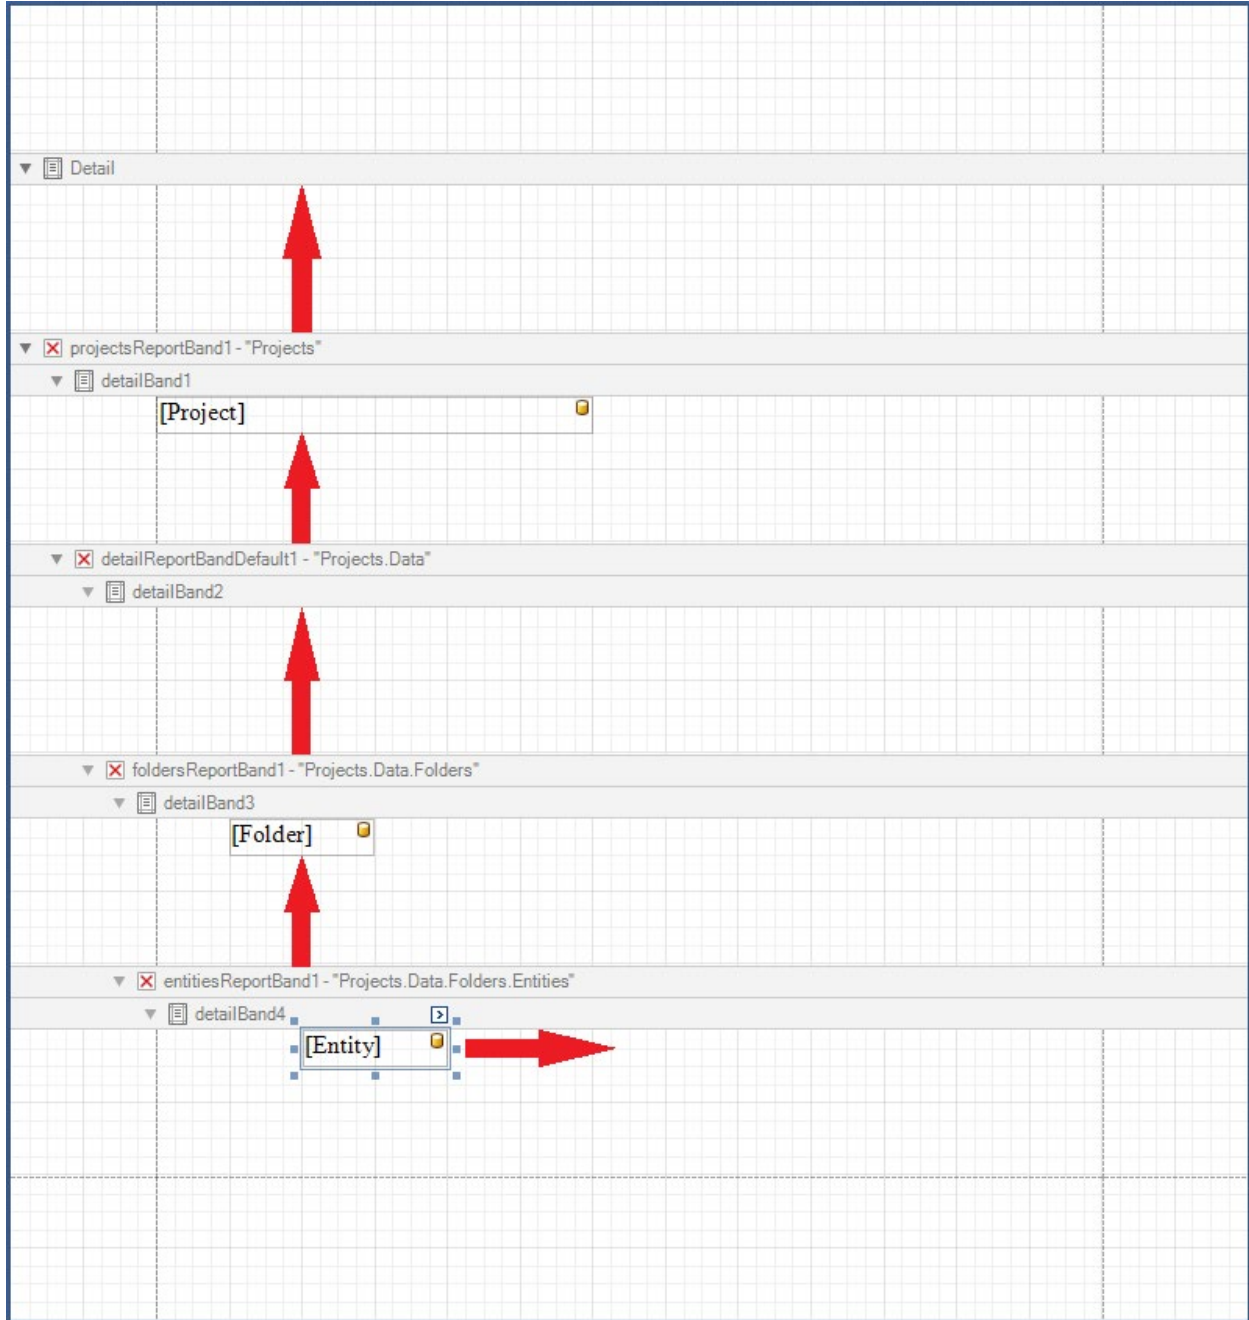 Detail
projectsReportBand1 - "Projects"
detailBand1
[Project]
detailReportBandDefault1 - "Projects.Data"
detailBand2
foldersReportBand1 - "Projects.Data.Folders"
detailBand3
[Folder]
entitiesReportBand1 - "Projects.Data.Folders.Entities"
detailBand4
[Entity]